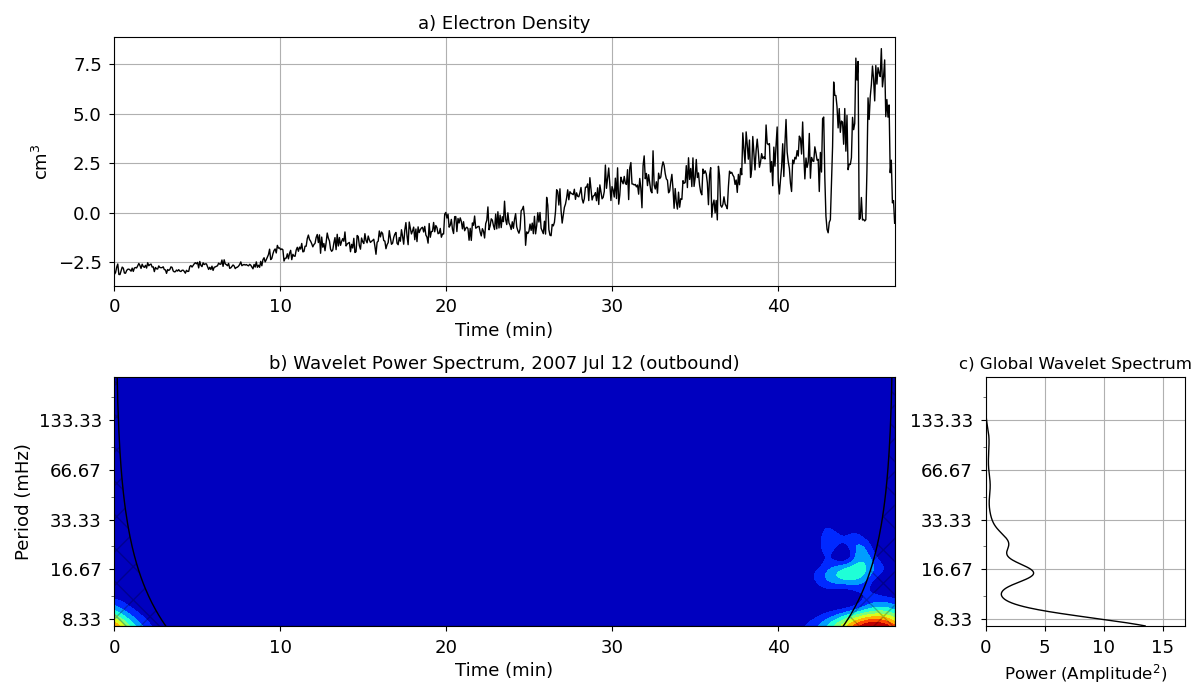 a) Electron Density
7.5
5.0
2.5
0.0
−2.5
cm³
0 10 20 30 40
Time (min)
b) Wavelet Power Spectrum, 2007 Jul 12 (outbound)
133.33
66.67
33.33
16.67
8.33
Period (mHz)
0 10 20 30 40
Time (min)
c) Global Wavelet Spectrum
133.33
66.67
33.33
16.67
8.33
0 5 10 15
Power (Amplitude²)